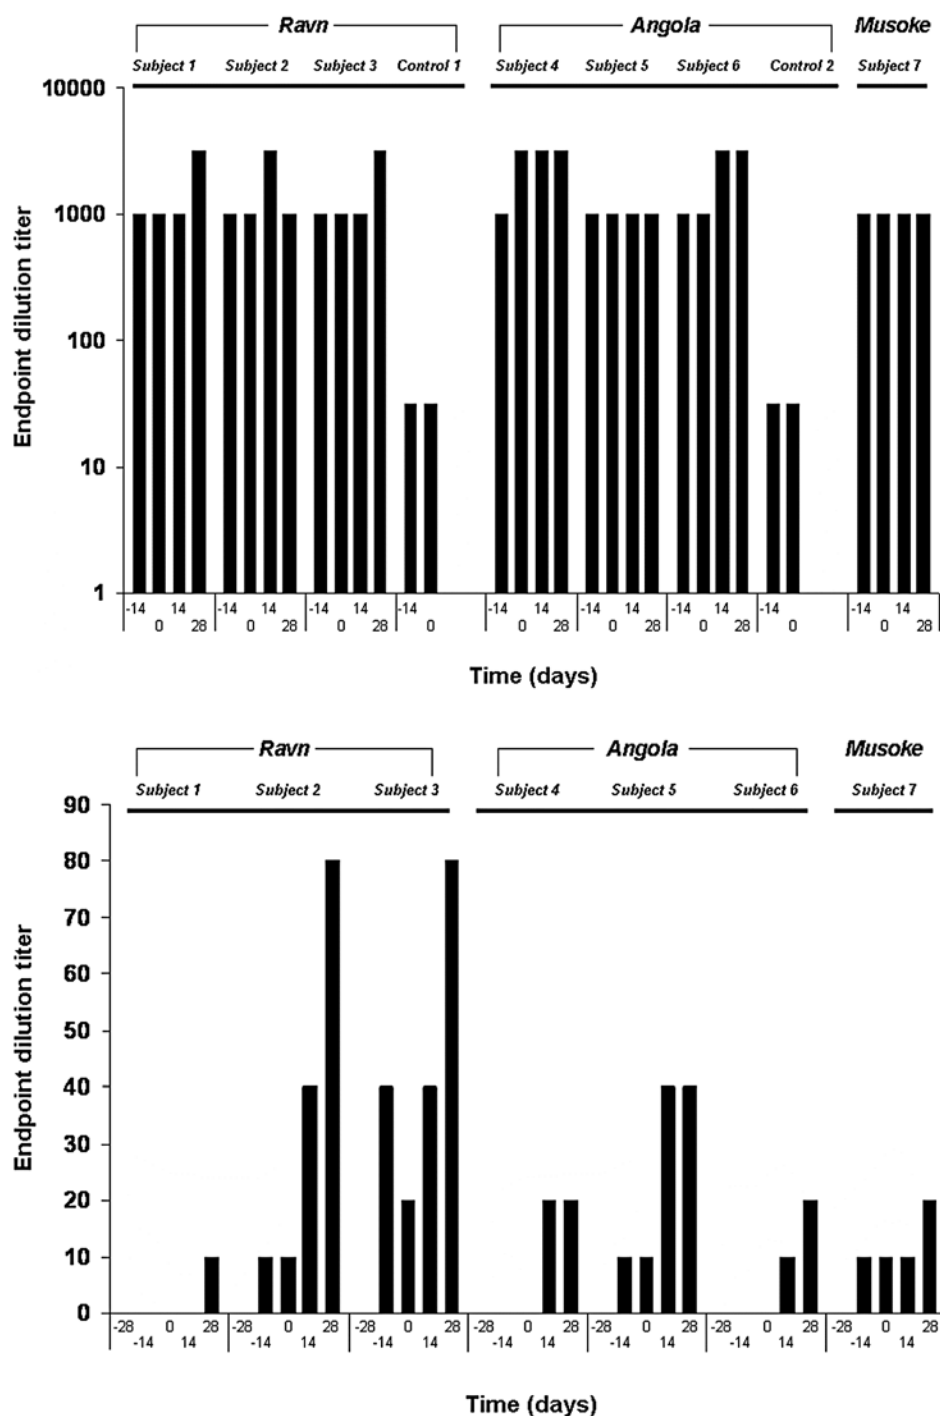 Ravn Angola Musoke
Subject 1 Subject 2 Subject 3 Control 1 Subject 4 Subject 5 Subject 6 Control 2 Subject 7
Endpoint dilution titer
10000
1000
100
10
1
-14 14 -14 14 -14 14 -14 -14 14 -14 14 -14 14 -14 -14 14
0 28 0 28 0 28 0 0 28 0 28 0 28 0 0 28
Time (days)
Ravn Angola Musoke
Subject 1 Subject 2 Subject 3 Subject 4 Subject 5 Subject 6 Subject 7
Endpoint dilution titer
90
80
70
60
50
40
30
20
10
0
-28 0 28 -28 0 28 -28 0 28 -28 0 28 -28 0 28 -28 0 28 -28 0 28
-14 14 -14 14 -14 14 -14 14 -14 14 -14 14 -14 14
Time (days)